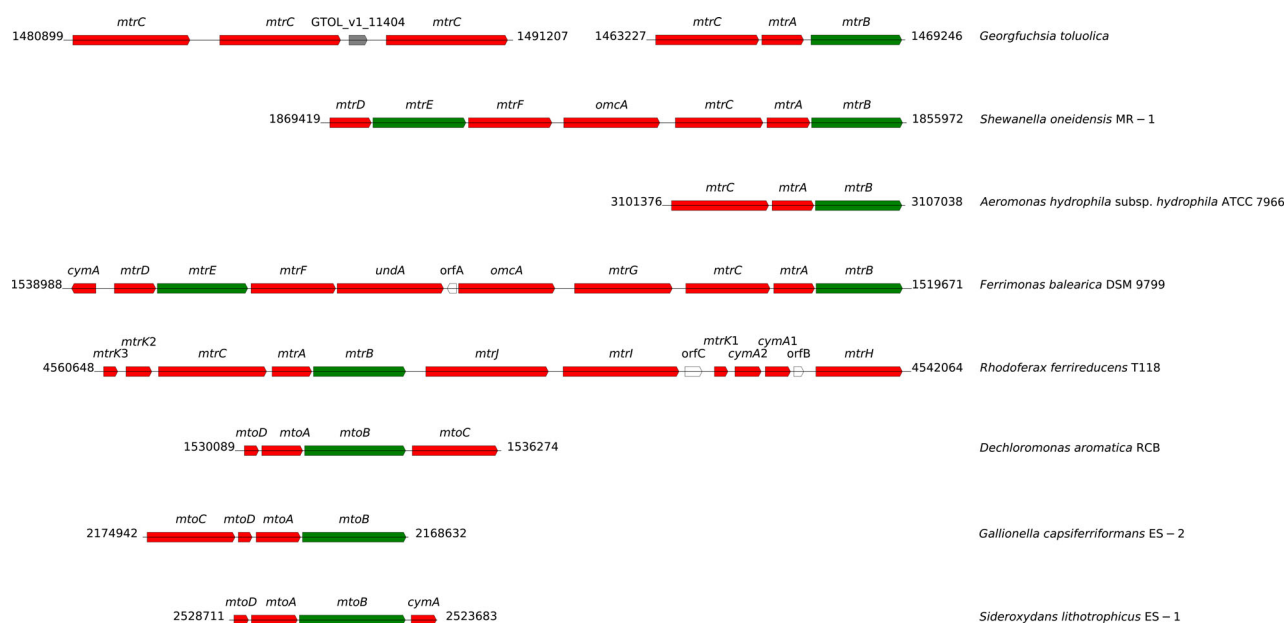 mtrC mtrC GTOL_v1_11404 mtrC mtrC mtrA mtrB
1480899 1491207 1463227 1469246 Georgfuchsia toluolica
mtrD mtrE mtrF omcA mtrC mtrA mtrB
1869419 1855972 Shewanella oneidensis MR − 1
mtrC mtrA mtrB
3101376 3107038 Aeromonas hydrophila subsp. hydrophila ATCC 7966
cymA mtrD mtrE mtrF undA orfA omcA mtrG mtrC mtrA mtrB
1538988 1519671 Ferrimonas balearica DSM 9799
mtrK2 mtrK1 cymA1
mtrK3 mtrC mtrA mtrB mtrJ mtrI orfC cymA2 orfB mtrH
4560648 4542064 Rhodoferax ferrireducens T118
mtoD mtoA mtoB mtoC
1530089 1536274 Dechloromonas aromatica RCB
mtoC mtoD mtoA mtoB
2174942 2168632 Gallionella capsiferriformans ES − 2
mtoD mtoA mtoB cymA
2528711 2523683 Sideroxydans lithotrophicus ES − 1